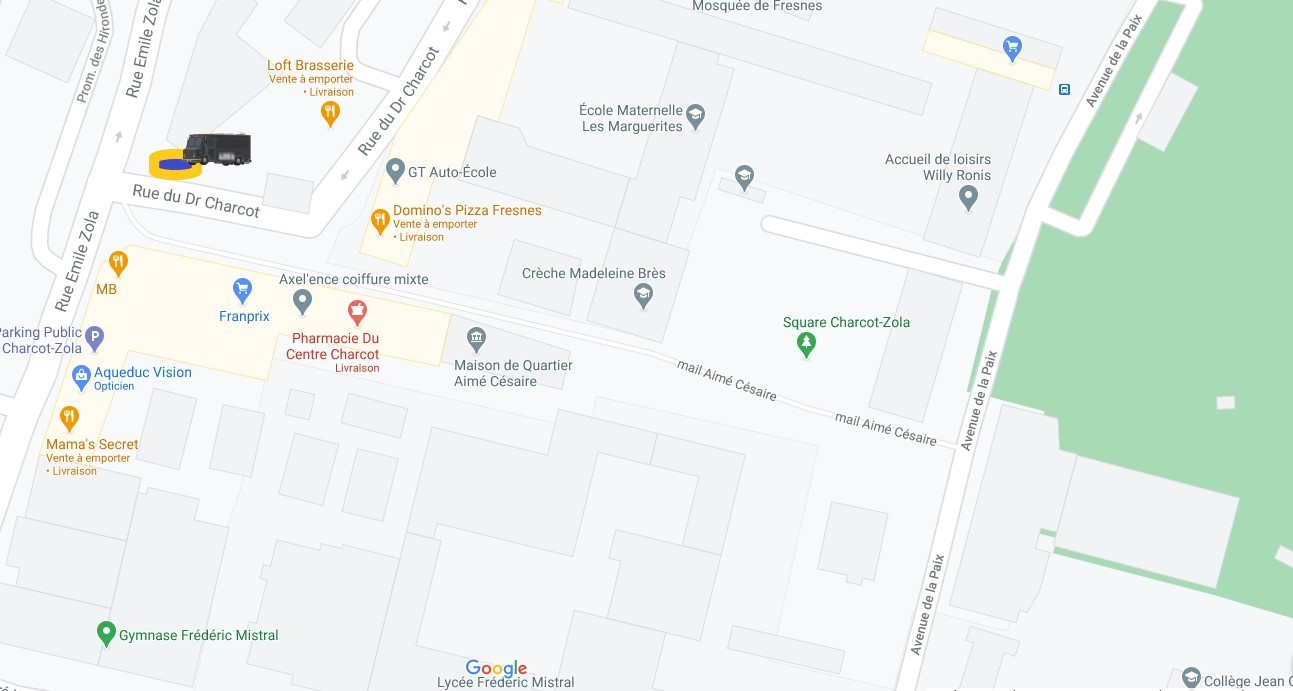 Mosquée de Fresnes
Prom. des Hironde
Rue Emile Zola
Avenue de la Paix
Loft Brasserie
Vente à emporter
• Livraison
Rue du Dr Charcot
École Maternelle
Les Marguerites
Accueil de loisirs
Willy Ronis
GT Auto-École
Rue du Dr Charcot
Domino's Pizza Fresnes
Vente à emporter
• Livraison
Rue Emile Zola
MB
Axel'ence coiffure mixte
Crèche Madeleine Brès
Franprix
Parking Public
Charcot-Zola
P
Pharmacie Du
Centre Charcot
Livraison
Square Charcot-Zola
Maison de Quartier
Aimé Césaire
mail Aimé Césaire
mail Aimé Césaire
Avenue de la Paix
Aqueduc Vision
Opticien
Mama's Secret
Vente à emporter
• Livraison
Avenue de la Paix
Gymnase Frédéric Mistral
Google
Lycée Frédéric Mistral
Collège Jean C